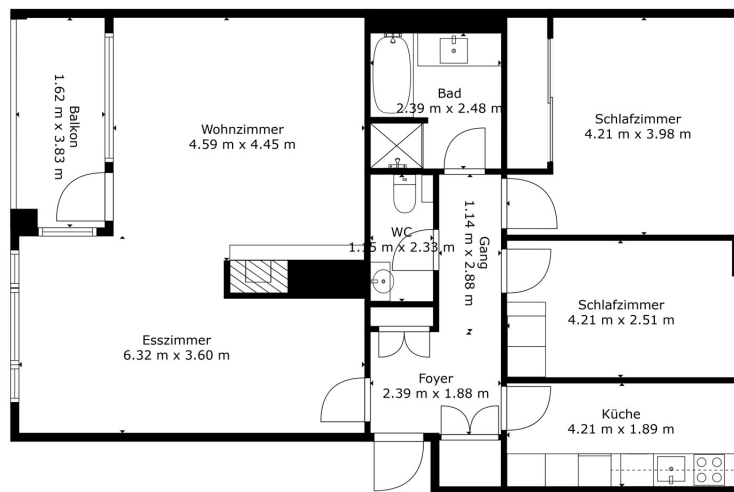 Balkon
1.62 m x 3.83 m
Wohnzimmer
4.59 m x 4.45 m
Bad
2.39 m x 2.48 m
Schlafzimmer
4.21 m x 3.98 m
WC
1.15 m x 2.33 m
Gang
1.14 m x 2.88 m
Schlafzimmer
4.21 m x 2.51 m
Esszimmer
6.32 m x 3.60 m
Foyer
2.39 m x 1.88 m
Küche
4.21 m x 1.89 m